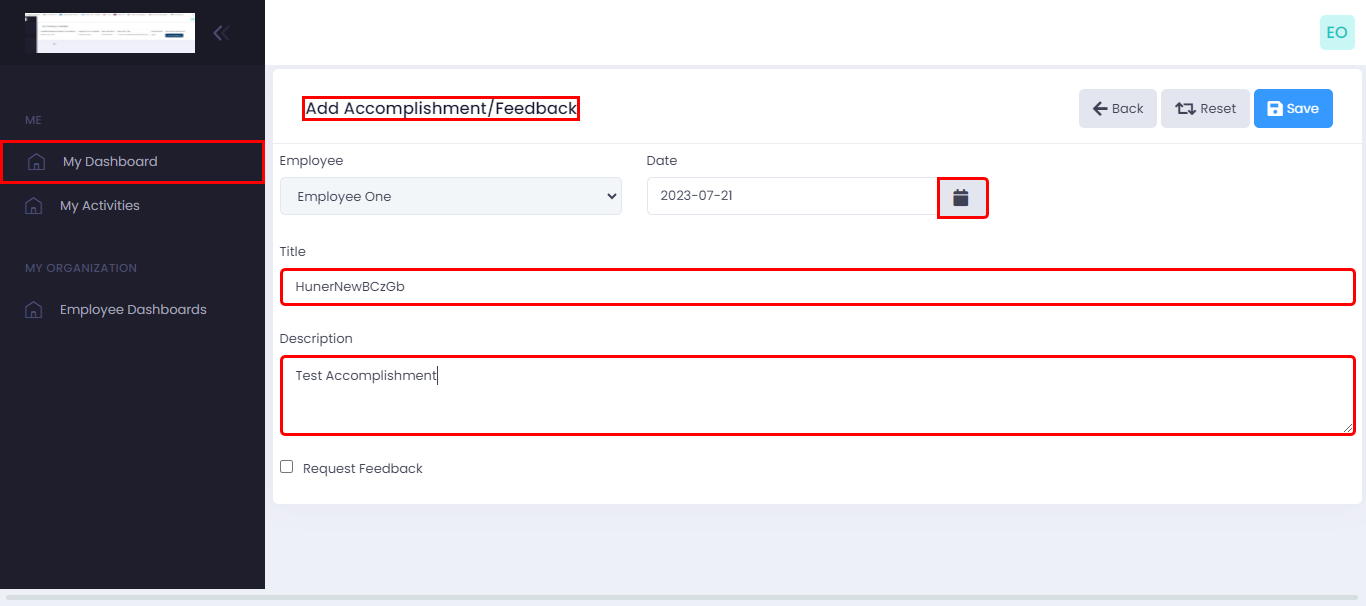 EO
ME
My Dashboard
My Activities
MY ORGANIZATION
Employee Dashboards
Add Accomplishment/Feedback
Back
Reset
Save
Employee
Date
Employee One
2023-07-21
Title
HunerNewBCzGb
Description
Test Accomplishment
Request Feedback